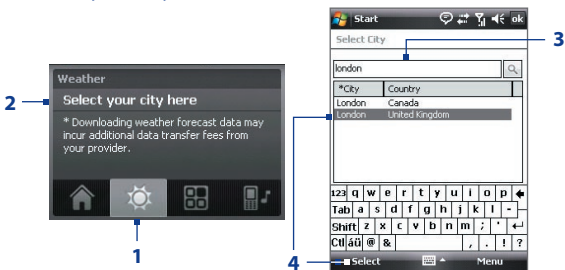 Start
ok
Select City
3
london
Weather
*City Country
2
Select your city here
London Canada
London United Kingdom
* Downloading weather forecast data may
incur additional data transfer fees from
your provider.
123 q w e r t y u i o p
Tab a s d f g h j k l -
Shift z x c v b n m ; '
Ctl áü @ & , . ! ?
1
4
Select Menu